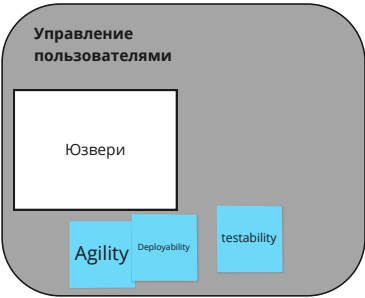 Управление
пользователями
Юзвери
Agility
Deployability
testability